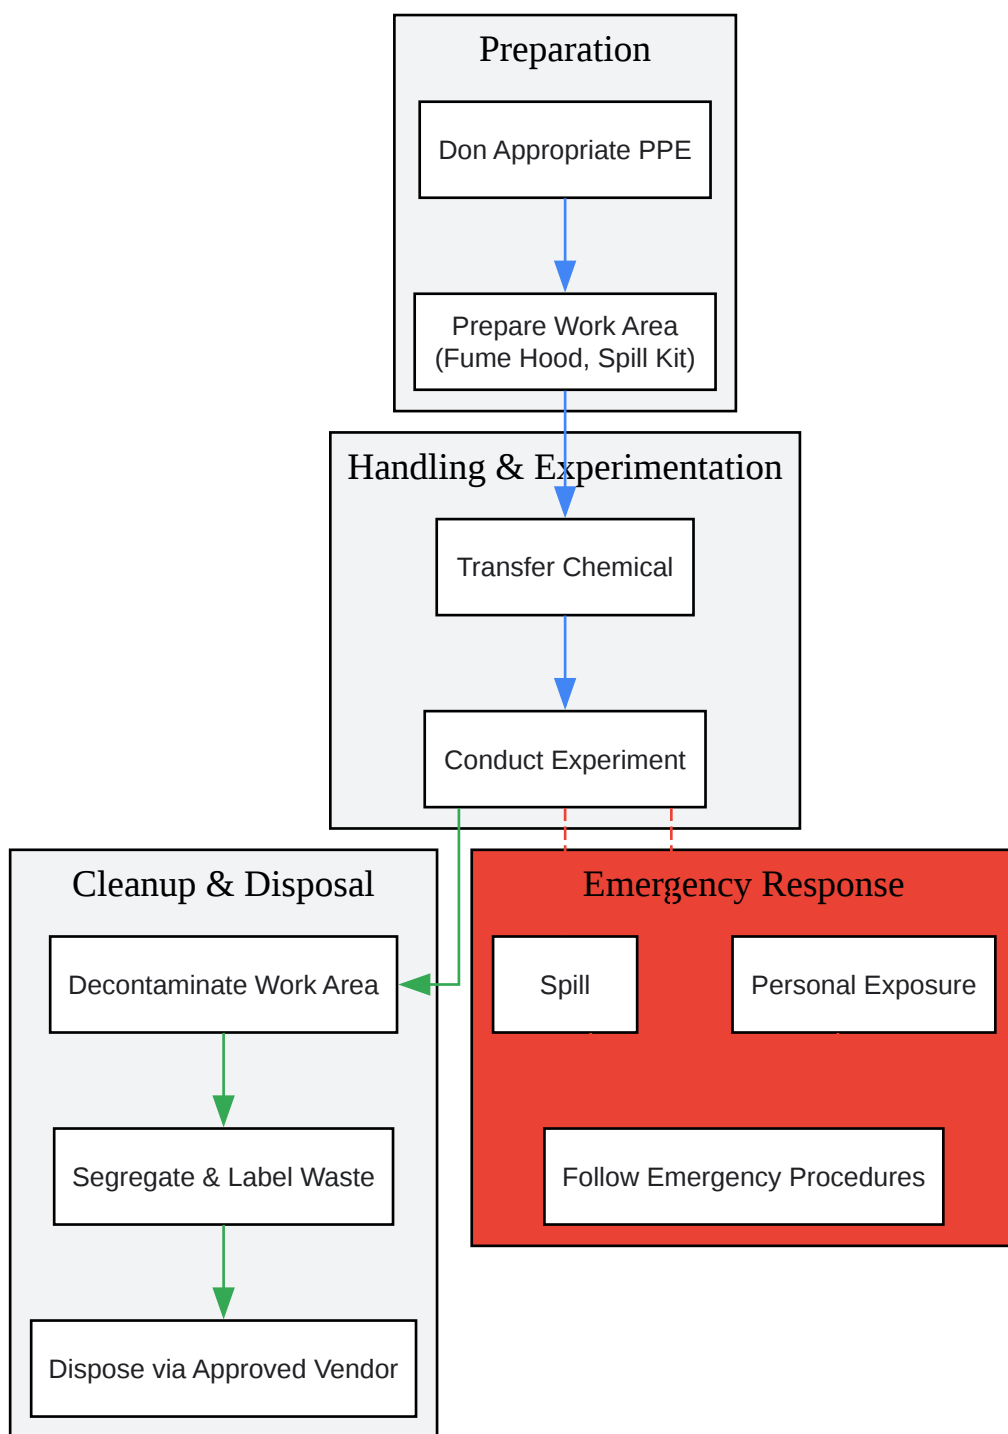 Preparation
Don Appropriate PPE
Prepare Work Area
(Fume Hood, Spill Kit)
Handling & Experimentation
Transfer Chemical
Conduct Experiment
Cleanup & Disposal
Decontaminate Work Area
Segregate & Label Waste
Dispose via Approved Vendor
Emergency Response
Spill
Personal Exposure
Follow Emergency Procedures